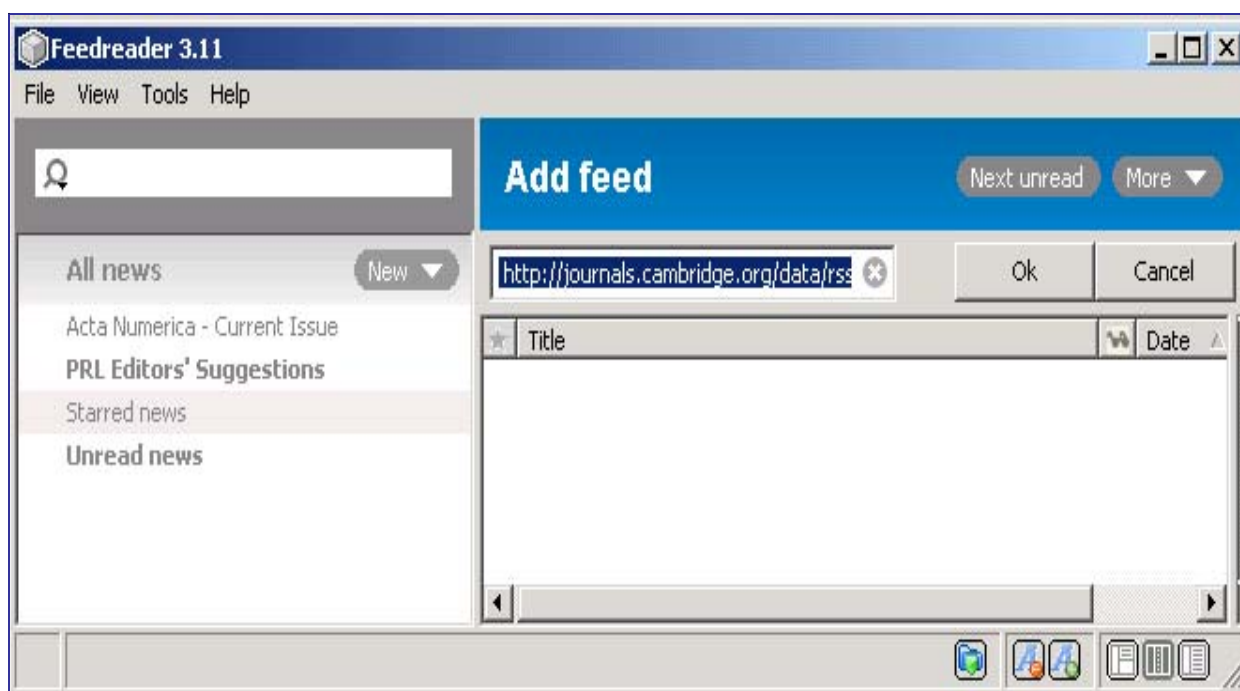 Feedreader 3.11
File View Tools Help
Add feed
Next unread
More
All news
New
http://journals.cambridge.org/data/rss
Ok
Cancel
Acta Numerica - Current Issue
PRL Editors' Suggestions
Starred news
Unread news
Title
Date